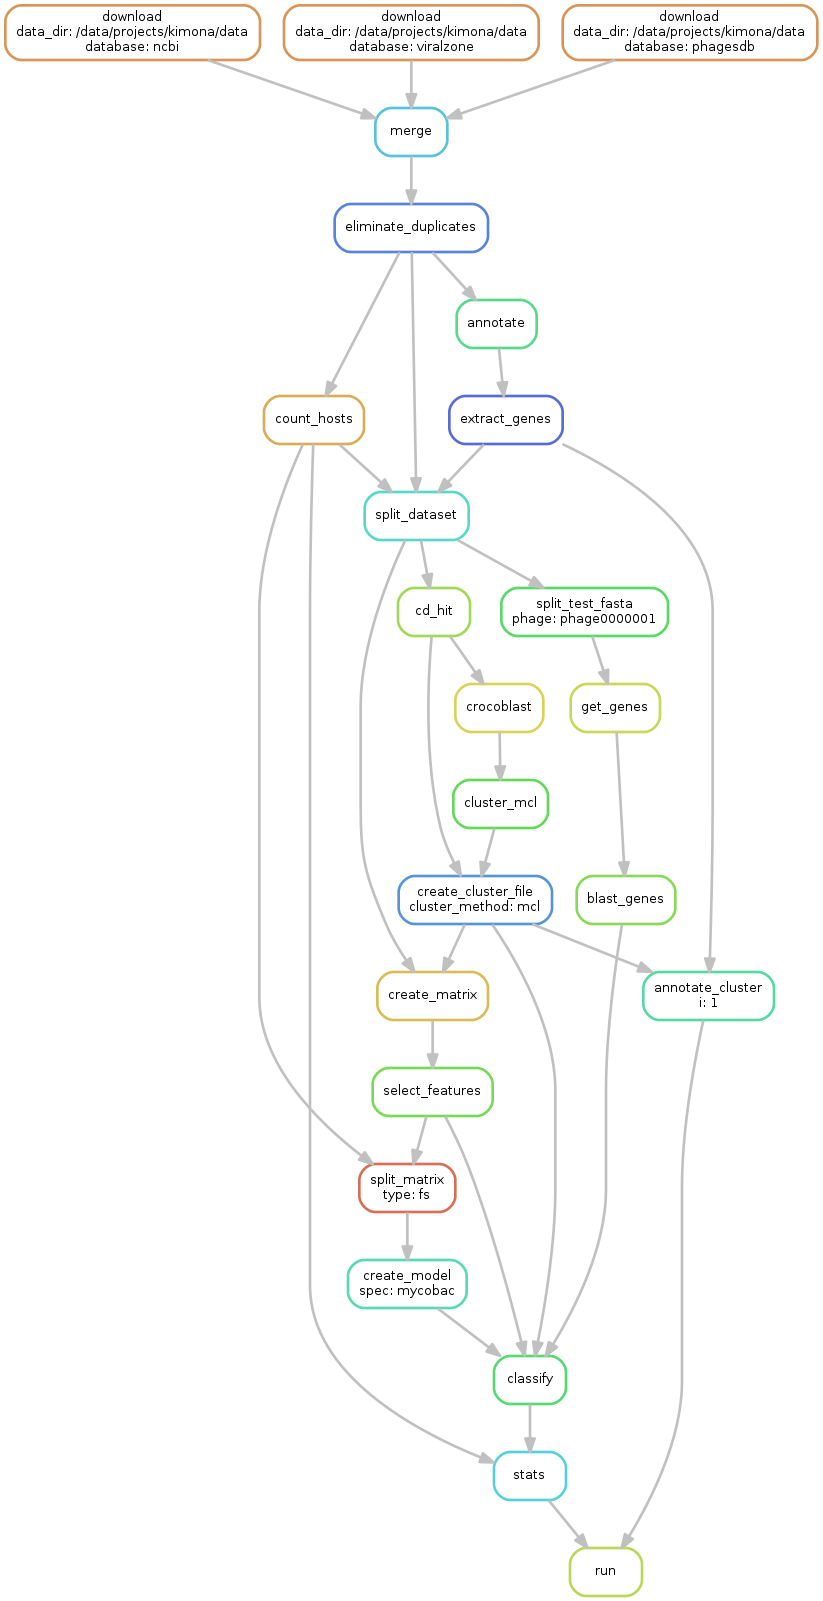 download
data_dir: /data/projects/kimona/data
database: ncbi
download
data_dir: /data/projects/kimona/data
database: viralzone
download
data_dir: /data/projects/kimona/data
database: phagesdb
merge
eliminate_duplicates
annotate
count_hosts
extract_genes
split_dataset
cd_hit
split_test_fasta
phage: phage0000001
crocoblast
get_genes
cluster_mcl
create_cluster_file
cluster_method: mcl
blast_genes
create_matrix
annotate_cluster
i: 1
select_features
split_matrix
type: fs
create_model
spec: mycobac
classify
stats
run